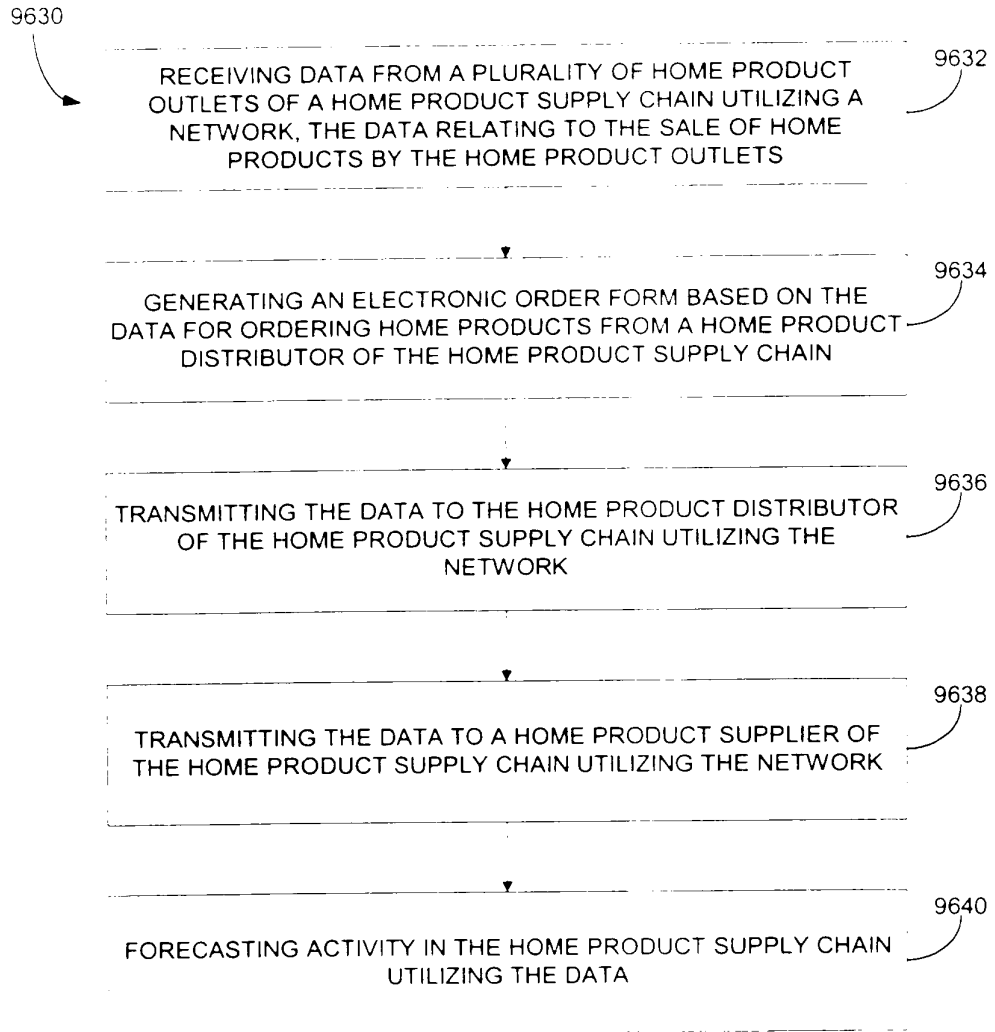 9630
9632
RECEIVING DATA FROM A PLURALITY OF HOME PRODUCT
OUTLETS OF A HOME PRODUCT SUPPLY CHAIN UTILIZING A
NETWORK, THE DATA RELATING TO THE SALE OF HOME
PRODUCTS BY THE HOME PRODUCT OUTLETS
9634
GENERATING AN ELECTRONIC ORDER FORM BASED ON THE
DATA FOR ORDERING HOME PRODUCTS FROM A HOME PRODUCT
DISTRIBUTOR OF THE HOME PRODUCT SUPPLY CHAIN
9636
TRANSMITTING THE DATA TO THE HOME PRODUCT DISTRIBUTOR
OF THE HOME PRODUCT SUPPLY CHAIN UTILIZING THE
NETWORK
9638
TRANSMITTING THE DATA TO A HOME PRODUCT SUPPLIER OF
THE HOME PRODUCT SUPPLY CHAIN UTILIZING THE NETWORK
9640
FORECASTING ACTIVITY IN THE HOME PRODUCT SUPPLY CHAIN
UTILIZING THE DATA